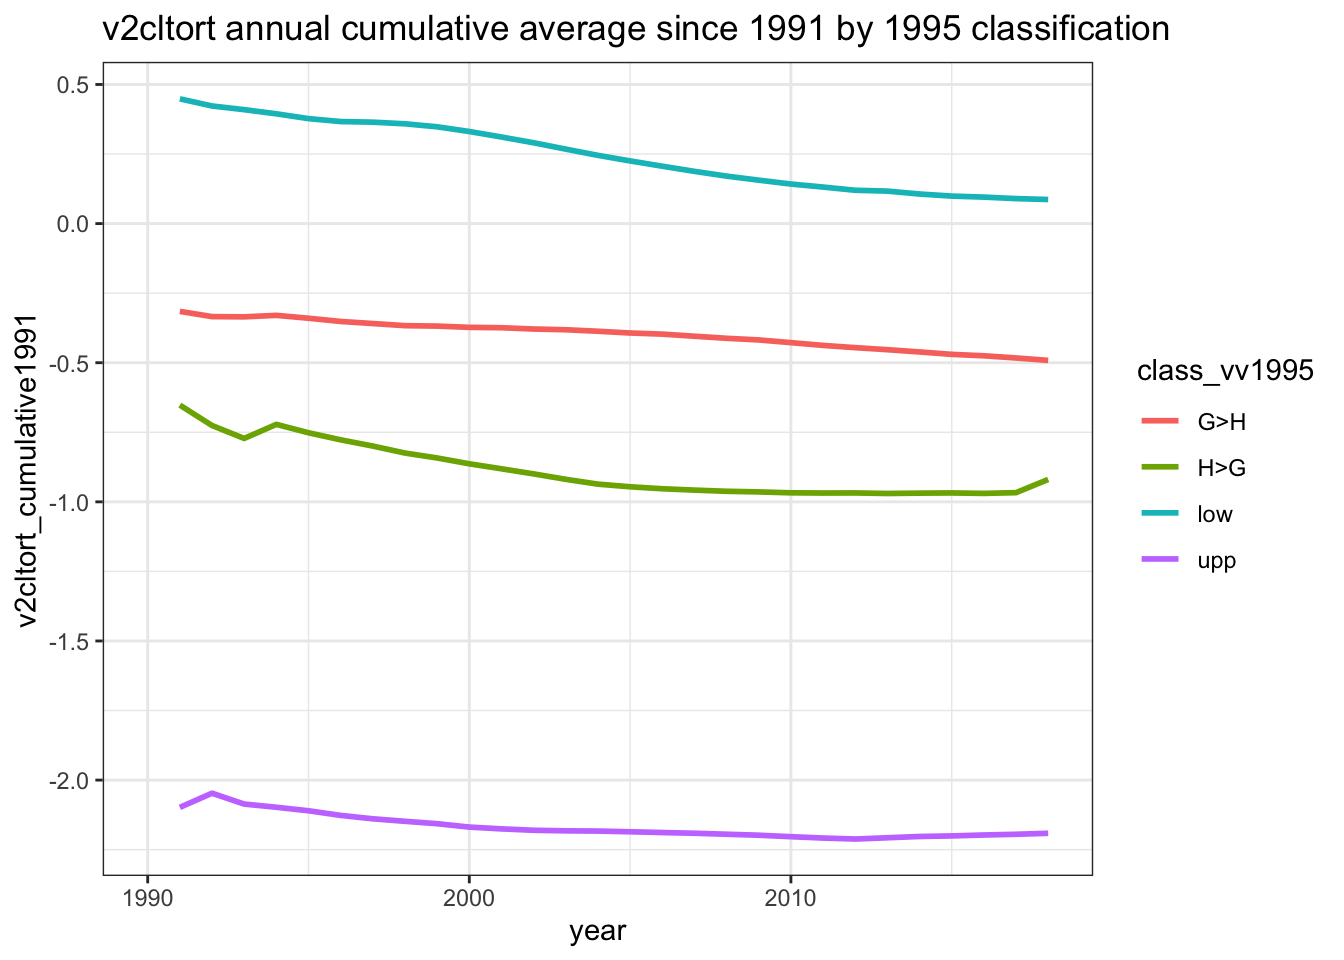 v2cltort annual cumulative average since 1991 by 1995 classification
v2cltort_cumulative1991
0.5
0.0
-0.5
-1.0
-1.5
-2.0
1990
2000
2010
year
class_vv1995
G>H
H>G
low
upp